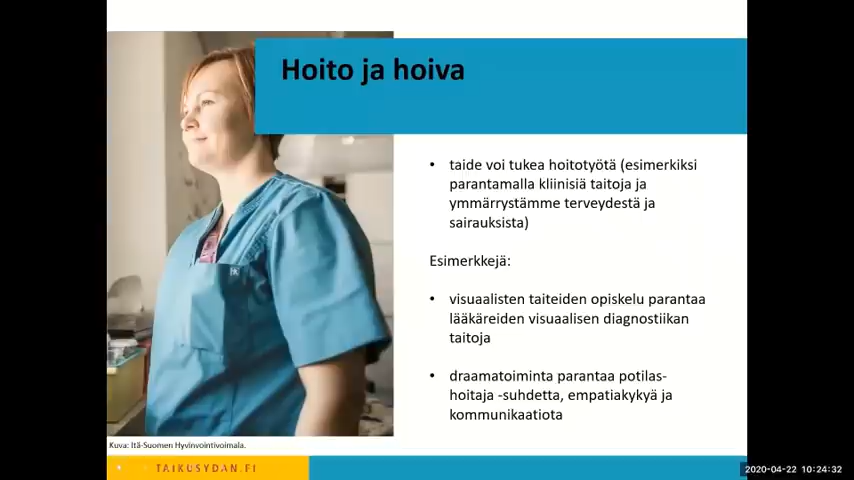 Hoito ja hoiva
• taide voi tukea hoitotyötä (esimerkiksi
parantamalla kliinisiä taitoja ja
ymmärrystämme terveydestä ja
sairauksista)
Esimerkkejä:
• visuaalisten taiteiden opiskelu parantaa
lääkäreiden visuaalisen diagnostiikan
taitoja
• draamatoiminta parantaa potilas-
hoitaja -suhdetta, empatiakykyä ja
kommunikaatiota
Kuva: Itä-Suomen Hyvinvointivoimala.
TAIKUSYDAN.FI
2020-04-22 10:24:32